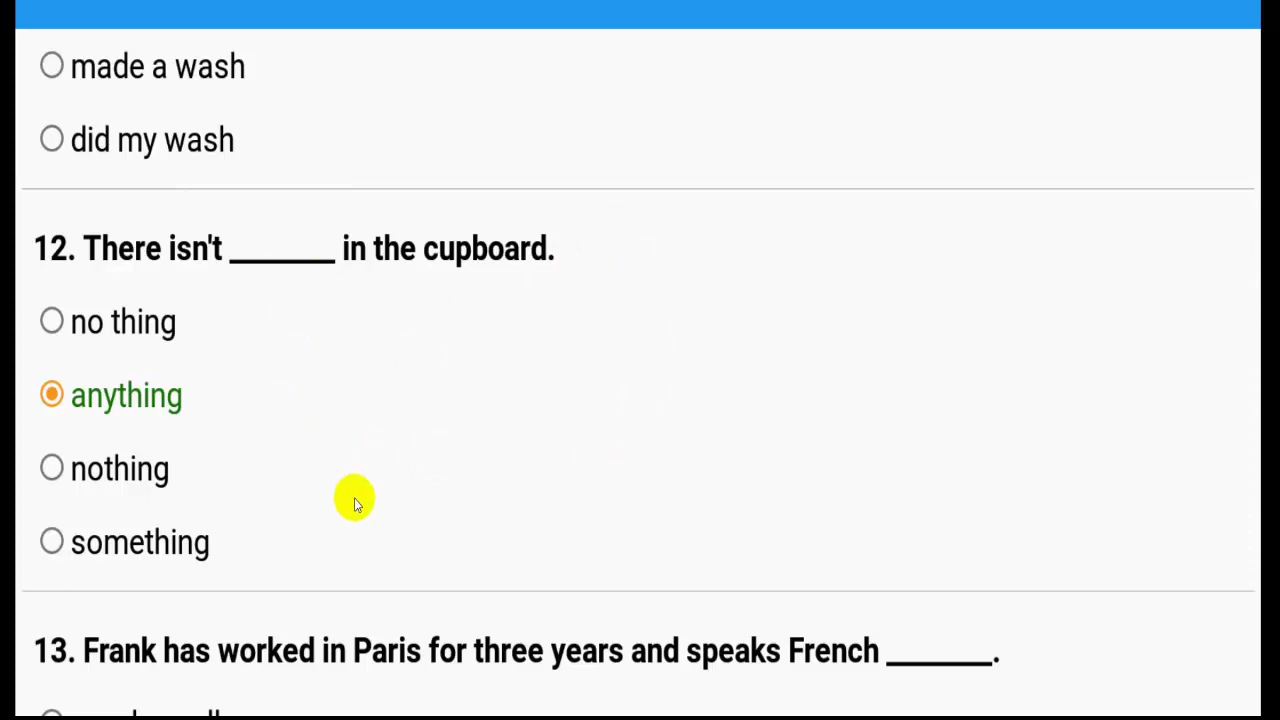 made a wash
did my wash
12. There isn't _______ in the cupboard.
no thing
anything
nothing
something
13. Frank has worked in Paris for three years and speaks French _______.